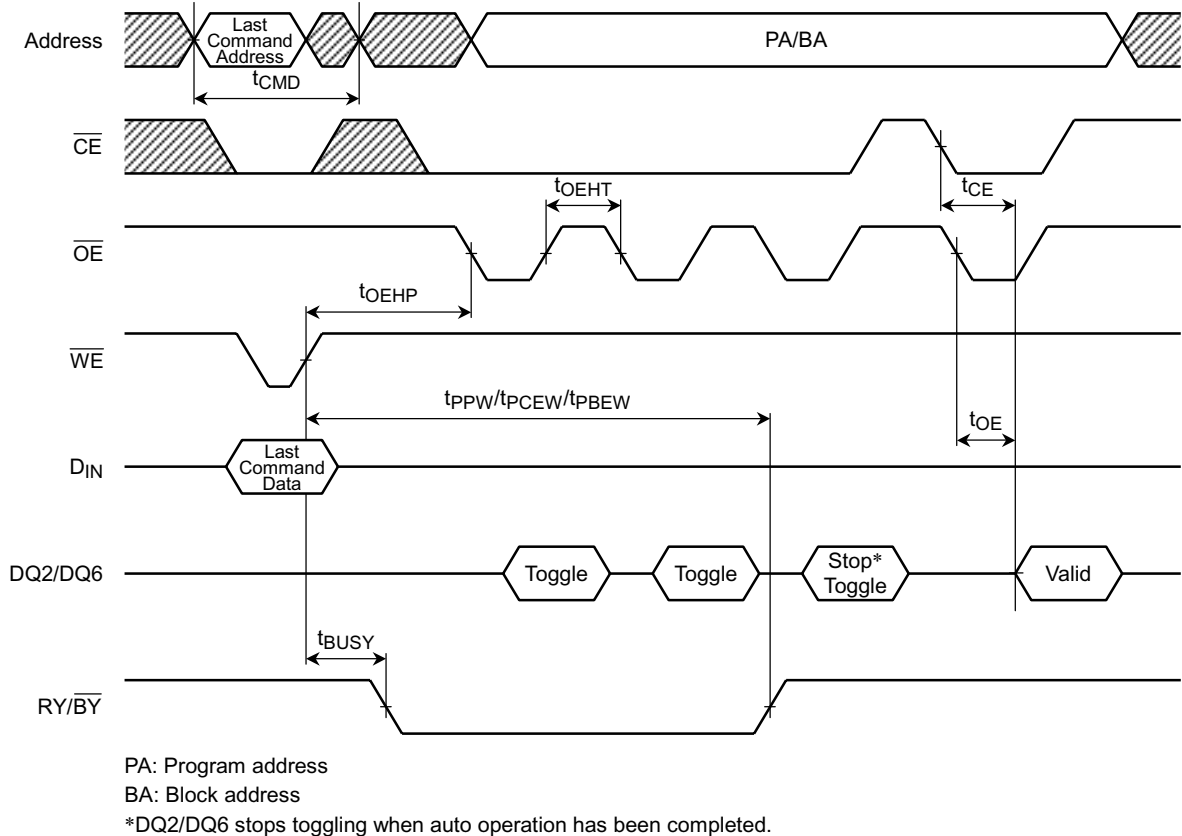 Address
Last
Command
Address
PA/BA
tCMD
CE
tOEHT
tCE
OE
tOEHP
WE
tPPW/tPCEW/tPBEW
tOE
DIN
Last
Command
Data
DQ2/DQ6
Toggle
Toggle
Stop*
Toggle
Valid
tBUSY
RY/BY
PA: Program address
BA: Block address
*DQ2/DQ6 stops toggling when auto operation has been completed.